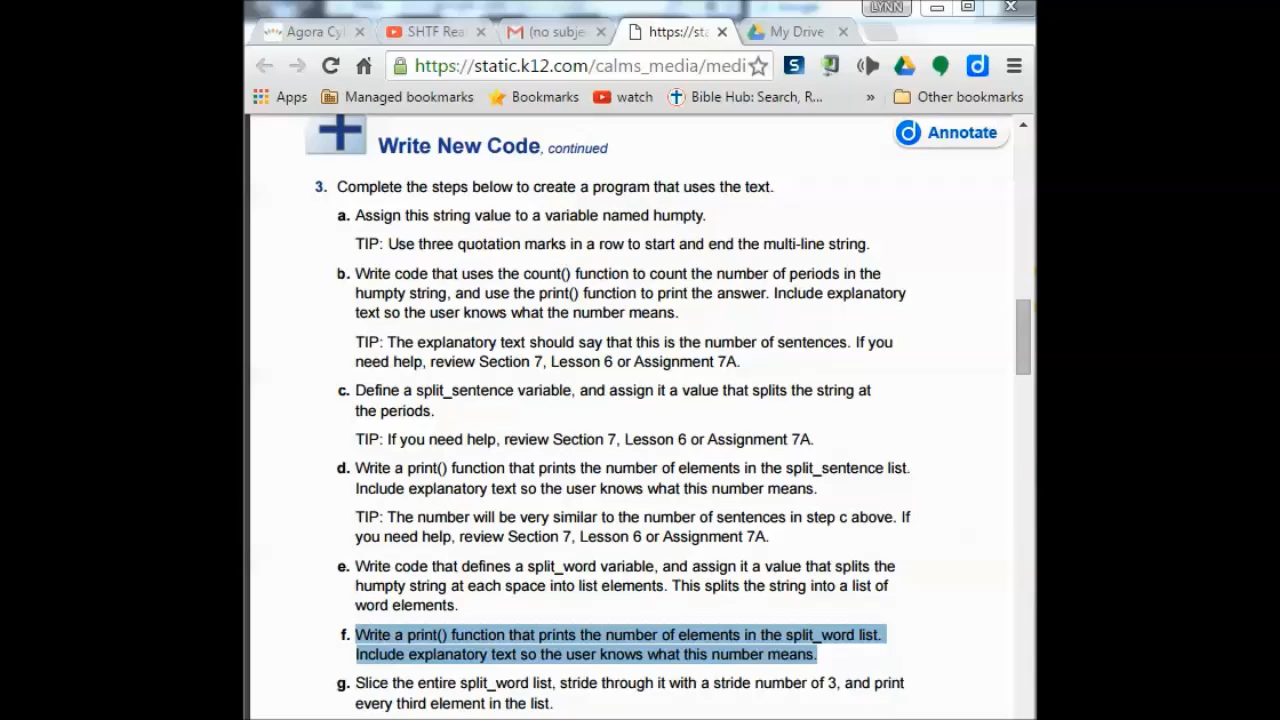 LYNN
Agora Cyl
SHTF Rea
(no subje
https://sta
My Drive
https://static.k12.com/calms_media/medi
Apps
Managed bookmarks
Bookmarks
watch
Bible Hub: Search, R...
»
Other bookmarks
Annotate
Write New Code, continued
3. Complete the steps below to create a program that uses the text.
a. Assign this string value to a variable named humpty.
TIP: Use three quotation marks in a row to start and end the multi-line string.
b. Write code that uses the count() function to count the number of periods in the
humpty string, and use the print() function to print the answer. Include explanatory
text so the user knows what the number means.
TIP: The explanatory text should say that this is the number of sentences. If you
need help, review Section 7, Lesson 6 or Assignment 7A.
c. Define a split_sentence variable, and assign it a value that splits the string at
the periods.
TIP: If you need help, review Section 7, Lesson 6 or Assignment 7A.
d. Write a print() function that prints the number of elements in the split_sentence list.
Include explanatory text so the user knows what this number means.
TIP: The number will be very similar to the number of sentences in step c above. If
you need help, review Section 7, Lesson 6 or Assignment 7A.
e. Write code that defines a split_word variable, and assign it a value that splits the
humpty string at each space into list elements. This splits the string into a list of
word elements.
f. Write a print() function that prints the number of elements in the split_word list.
Include explanatory text so the user knows what this number means.
g. Slice the entire split_word list, stride through it with a stride number of 3, and print
every third element in the list.